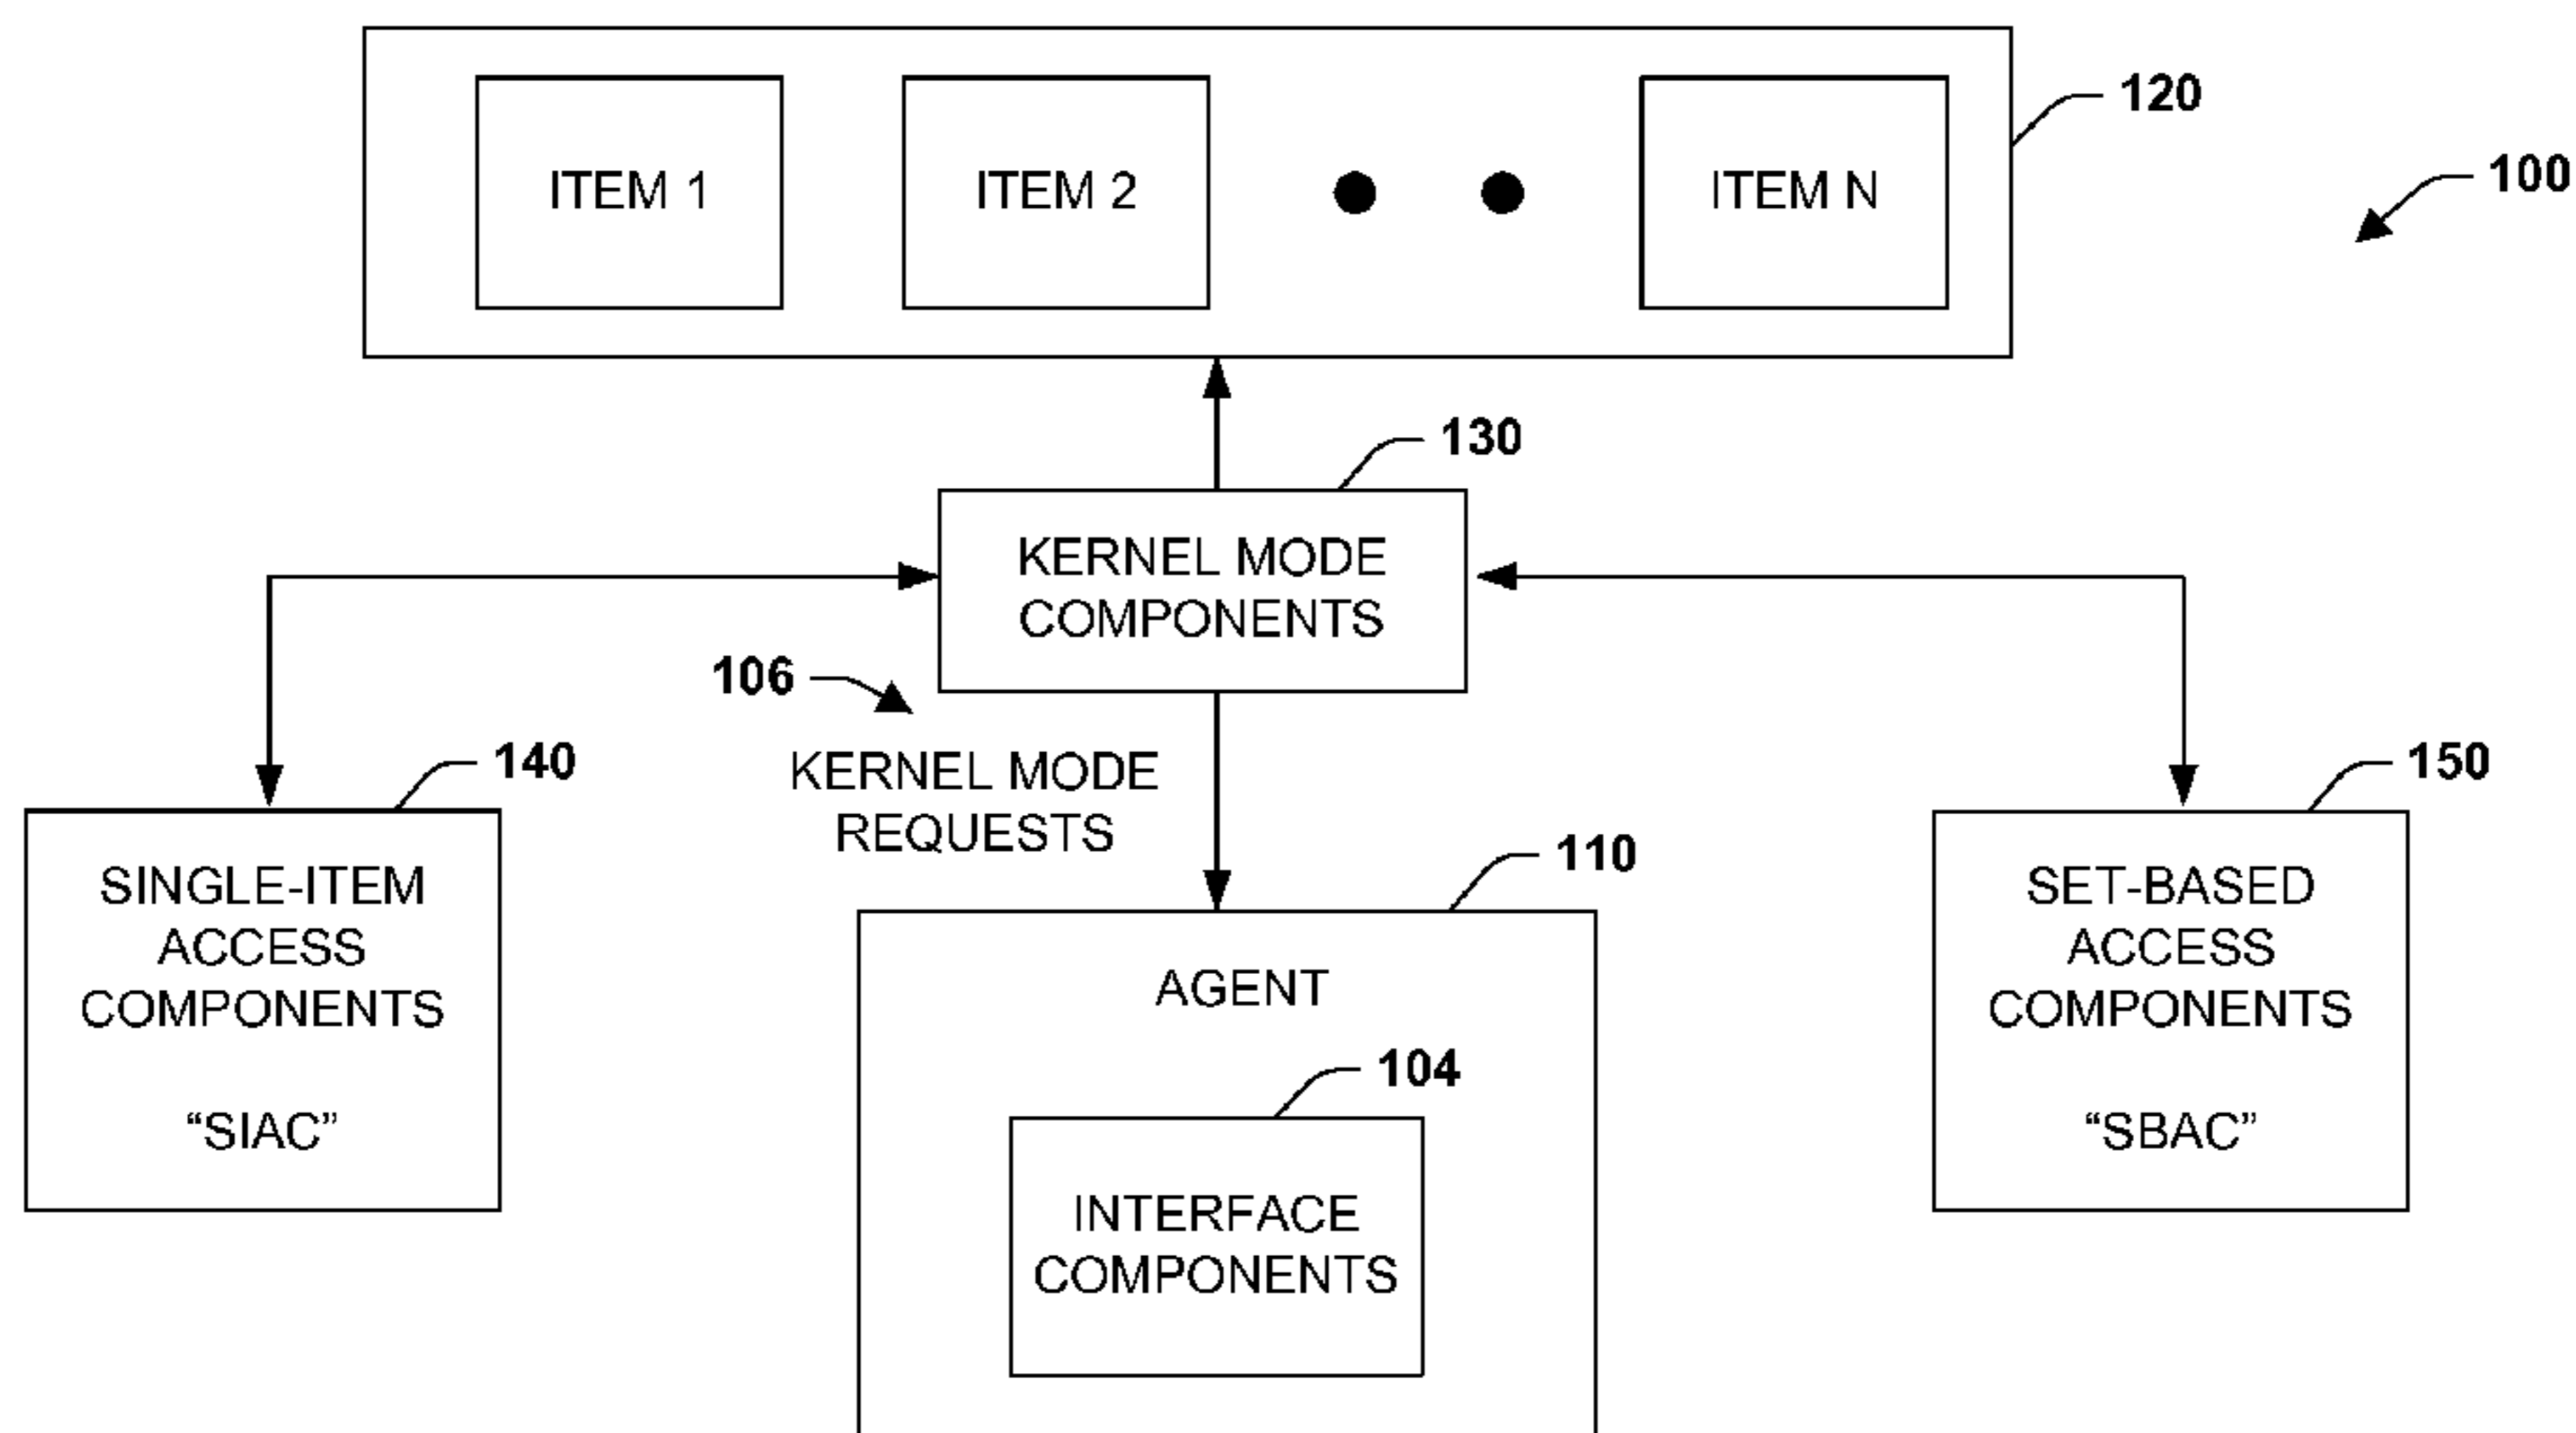 120
100
ITEM 1
ITEM 2
ITEM N
130
KERNEL MODE
COMPONENTS
106
KERNEL MODE
REQUESTS
140
SINGLE-ITEM
ACCESS
COMPONENTS
“SIAC”
110
AGENT
104
INTERFACE
COMPONENTS
150
SET-BASED
ACCESS
COMPONENTS
“SBAC”